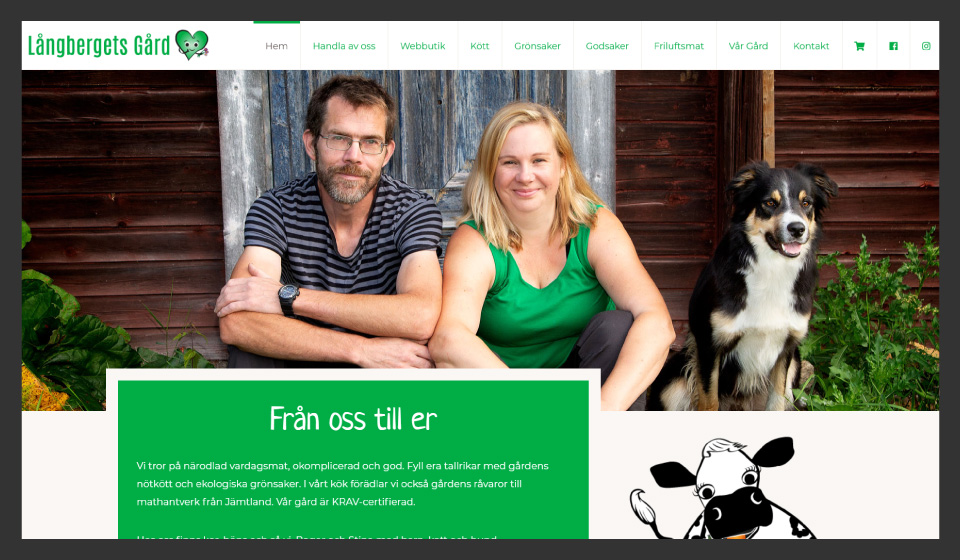 Långbergets Gård
Hem Handla av oss Webbutik Kött Grönsaker Godsaker Friluftsmat Vår Gård Kontakt
Från oss till er
Vi tror på närodlad vardagsmat, okomplicerad och god. Fyll era tallrikar med gårdens
nötkött och ekologiska grönsaker. I vårt kök förädlar vi också gårdens råvaror till
mathantverk från Jämtland. Vår gård är KRAV-certifierad.